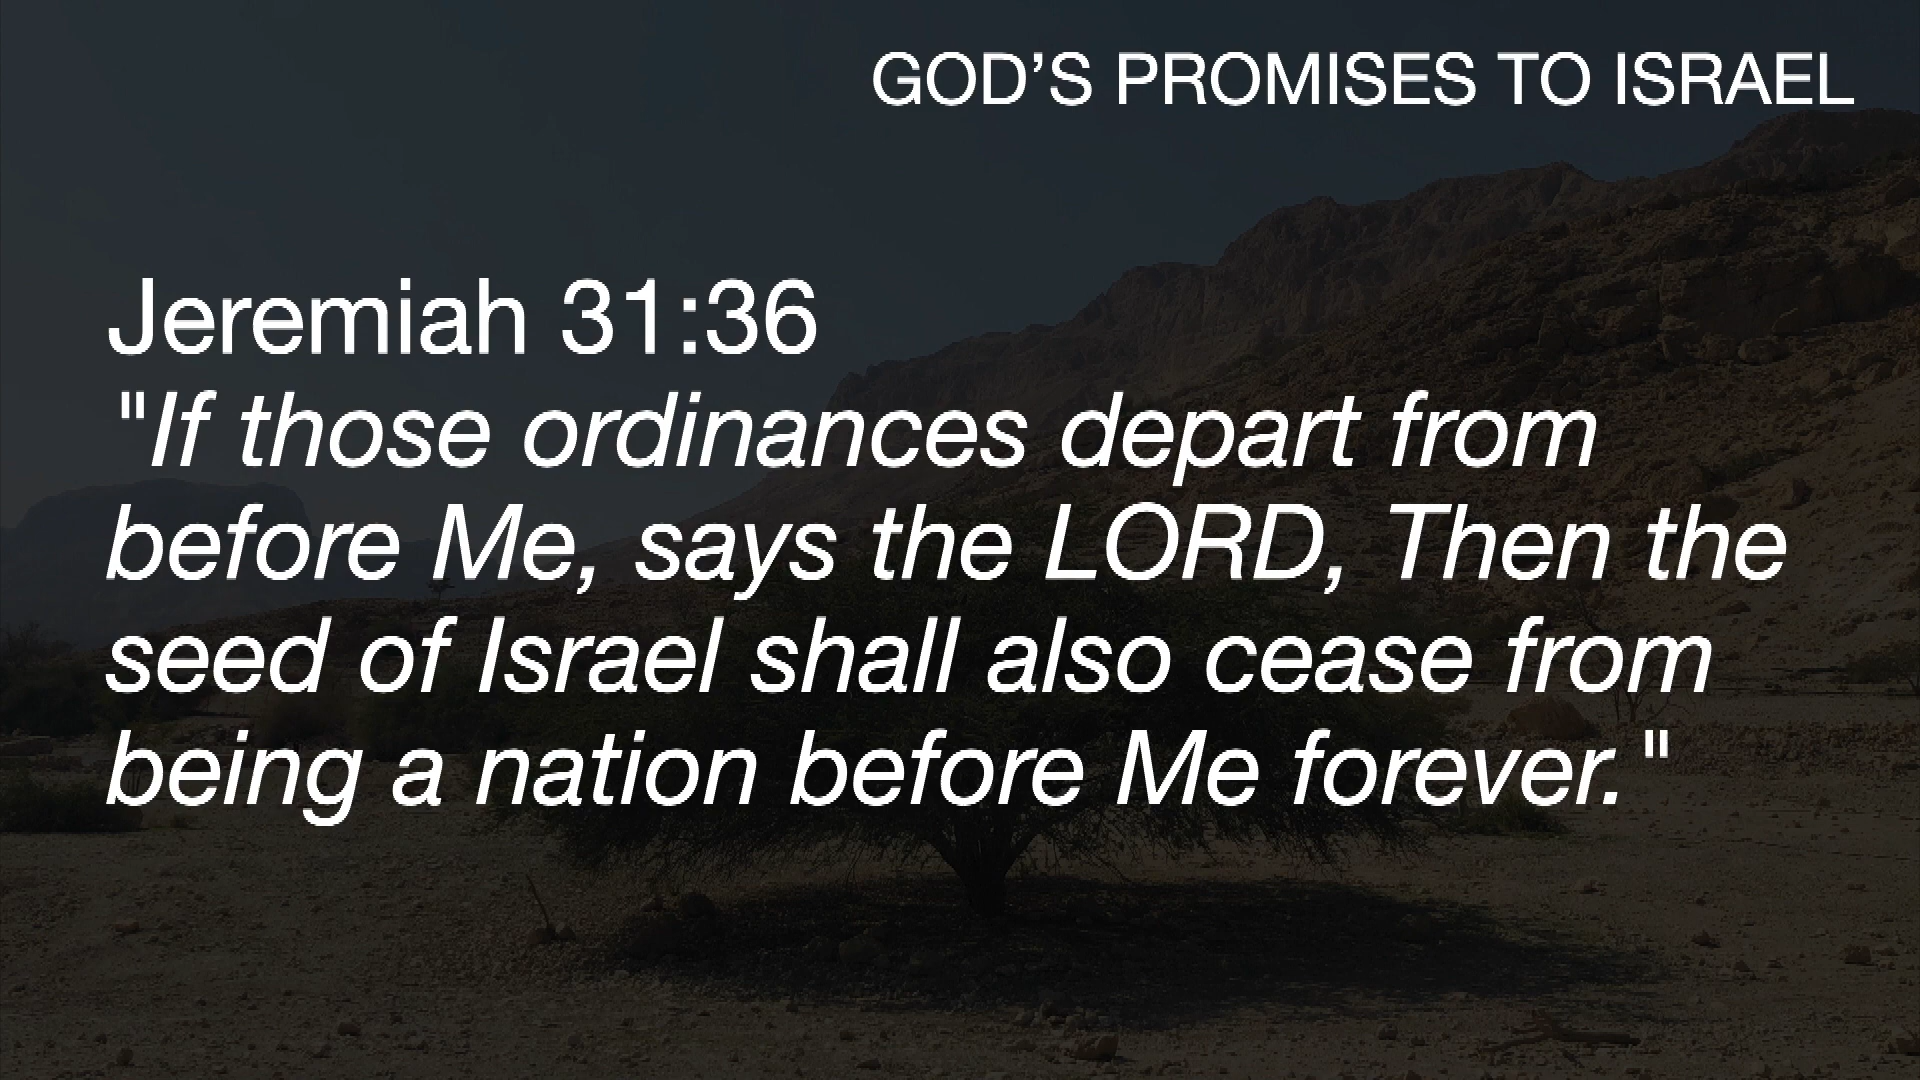 GOD’S PROMISES TO ISRAEL
Jeremiah 31:36
"If those ordinances depart from
before Me, says the LORD, Then the
seed of Israel shall also cease from
being a nation before Me forever."